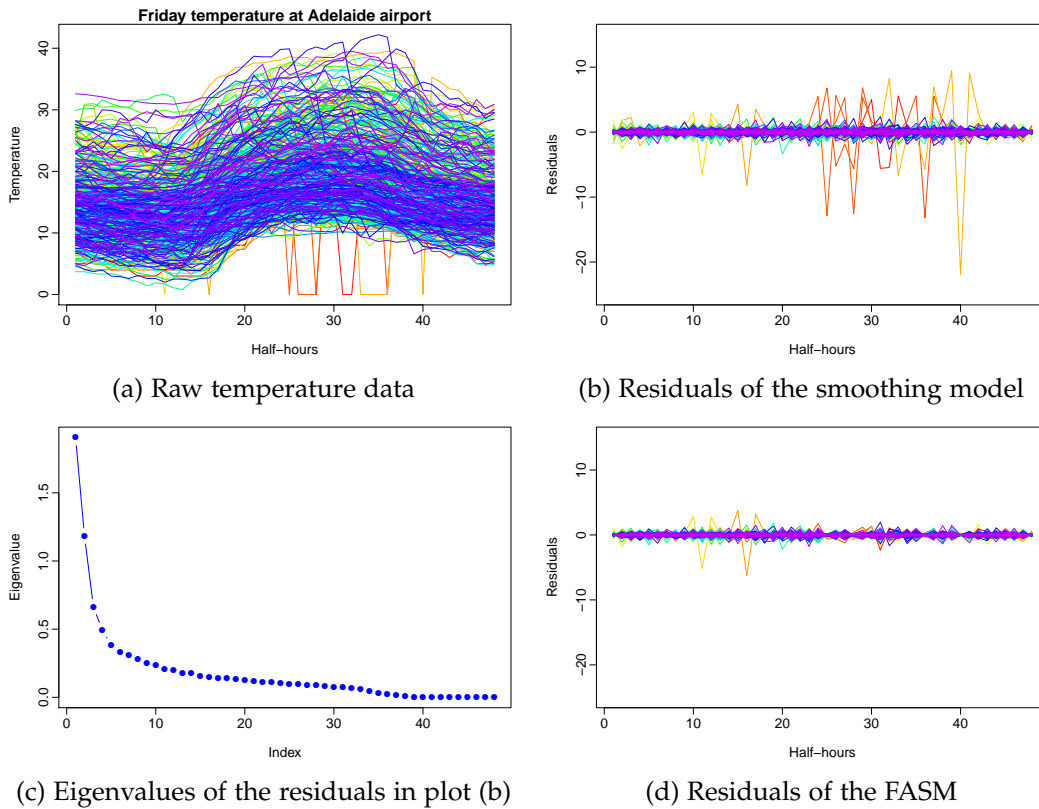 Friday temperature at Adelaide airport
Temperature
0 10 20 30 40
0 10 20 30 40
Half−hours
(a) Raw temperature data
Residuals
−20 −10 0 10
0 10 20 30 40
Half−hours
(b) Residuals of the smoothing model
Eigenvalue
0.0 0.5 1.0 1.5
0 10 20 30 40
Index
(c) Eigenvalues of the residuals in plot (b)
Residuals
−20 −10 0 10
0 10 20 30 40
Half−hours
(d) Residuals of the FASM